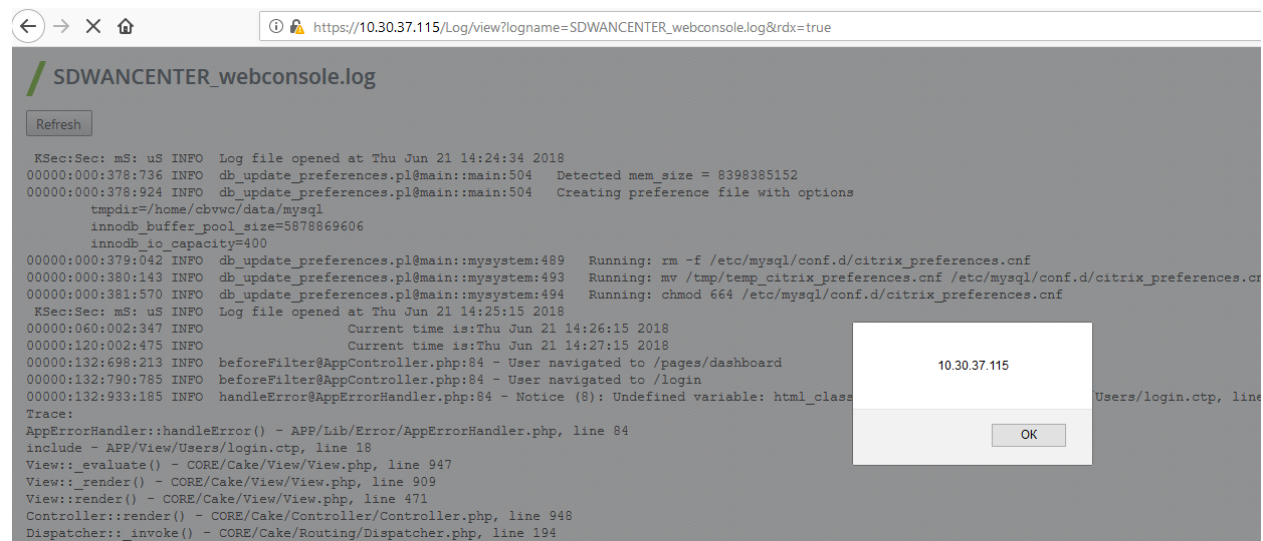 https://10.30.37.115/Log/view?logname=SDWANCENTER_webconsole.log&rdx=true
SDWANCENTER_webconsole.log
Refresh
KSec:Sec: mS: uS INFO Log file opened at Thu Jun 21 14:24:34 2018
00000:000:378:736 INFO db_update_preferences.pl@main::main:504 Detected mem_size = 8398385152
00000:000:378:924 INFO db_update_preferences.pl@main::main:504 Creating preference file with options
tmpdir=/home/cbvwc/data/mysql
innodb_buffer_pool_size=5878869606
innodb_io_capacity=400
00000:000:379:042 INFO db_update_preferences.pl@main::mysystem:489 Running: rm -f /etc/mysql/conf.d/citrix_preferences.cnf
00000:000:380:143 INFO db_update_preferences.pl@main::mysystem:493 Running: mv /tmp/temp_citrix_preferences.cnf /etc/mysql/conf.d/citrix_preferences.cn
00000:000:381:570 INFO db_update_preferences.pl@main::mysystem:494 Running: chmod 664 /etc/mysql/conf.d/citrix_preferences.cnf
KSec:Sec: mS: uS INFO Log file opened at Thu Jun 21 14:25:15 2018
00000:060:002:347 INFO Current time is:Thu Jun 21 14:26:15 2018
00000:120:002:475 INFO Current time is:Thu Jun 21 14:27:15 2018
00000:132:698:213 INFO beforeFilter@AppController.php:84 - User navigated to /pages/dashboard
00000:132:790:785 INFO beforeFilter@AppController.php:84 - User navigated to /login
00000:132:933:185 INFO handleError@AppErrorHandler.php:84 - Notice (8): Undefined variable: html_class
Users/login.ctp, line
10.30.37.115
OK
Trace:
AppErrorHandler::handleError() - APP/Lib/Error/AppErrorHandler.php, line 84
include - APP/View/Users/login.ctp, line 18
View::_evaluate() - CORE/Cake/View/View.php, line 947
View::_render() - CORE/Cake/View/View.php, line 909
View::render() - CORE/Cake/View/View.php, line 471
Controller::render() - CORE/Cake/Controller/Controller.php, line 948
Dispatcher::_invoke() - CORE/Cake/Routing/Dispatcher.php, line 194